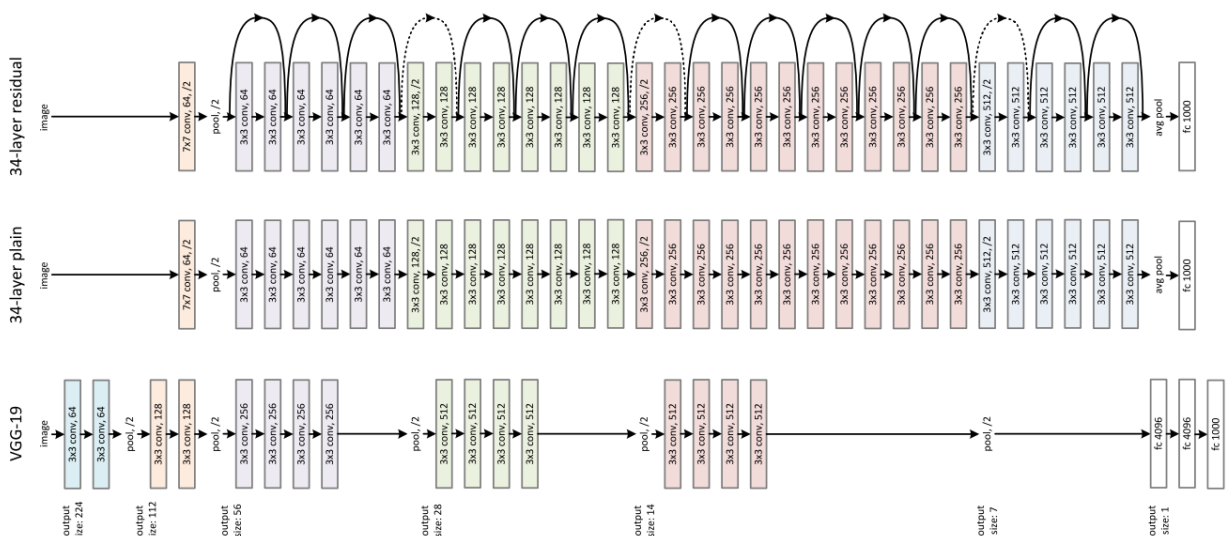 34-layer residual
image
7x7 conv, 64, /2
pool, /2
3x3 conv, 64
3x3 conv, 64
3x3 conv, 64
3x3 conv, 64
3x3 conv, 64
3x3 conv, 64
3x3 conv, 128, /2
3x3 conv, 128
3x3 conv, 128
3x3 conv, 128
3x3 conv, 128
3x3 conv, 128
3x3 conv, 128
3x3 conv, 128
3x3 conv, 256, /2
3x3 conv, 256
3x3 conv, 256
3x3 conv, 256
3x3 conv, 256
3x3 conv, 256
3x3 conv, 256
3x3 conv, 256
3x3 conv, 256
3x3 conv, 256
3x3 conv, 256
3x3 conv, 256
3x3 conv, 512, /2
3x3 conv, 512
3x3 conv, 512
3x3 conv, 512
3x3 conv, 512
3x3 conv, 512
avg pool
fc 1000
34-layer plain
image
7x7 conv, 64, /2
pool, /2
3x3 conv, 64
3x3 conv, 64
3x3 conv, 64
3x3 conv, 64
3x3 conv, 64
3x3 conv, 64
3x3 conv, 128, /2
3x3 conv, 128
3x3 conv, 128
3x3 conv, 128
3x3 conv, 128
3x3 conv, 128
3x3 conv, 128
3x3 conv, 128
3x3 conv, 256, /2
3x3 conv, 256
3x3 conv, 256
3x3 conv, 256
3x3 conv, 256
3x3 conv, 256
3x3 conv, 256
3x3 conv, 256
3x3 conv, 256
3x3 conv, 256
3x3 conv, 256
3x3 conv, 256
3x3 conv, 512, /2
3x3 conv, 512
3x3 conv, 512
3x3 conv, 512
3x3 conv, 512
3x3 conv, 512
avg pool
fc 1000
VGG-19
image
3x3 conv, 64
3x3 conv, 64
pool, /2
3x3 conv, 128
3x3 conv, 128
pool, /2
3x3 conv, 256
3x3 conv, 256
3x3 conv, 256
3x3 conv, 256
pool, /2
3x3 conv, 512
3x3 conv, 512
3x3 conv, 512
3x3 conv, 512
pool, /2
3x3 conv, 512
3x3 conv, 512
3x3 conv, 512
3x3 conv, 512
pool, /2
fc 4096
fc 4096
fc 1000
output
size: 224
output
size: 112
output
size: 56
output
size: 28
output
size: 14
output
size: 7
output
size: 1